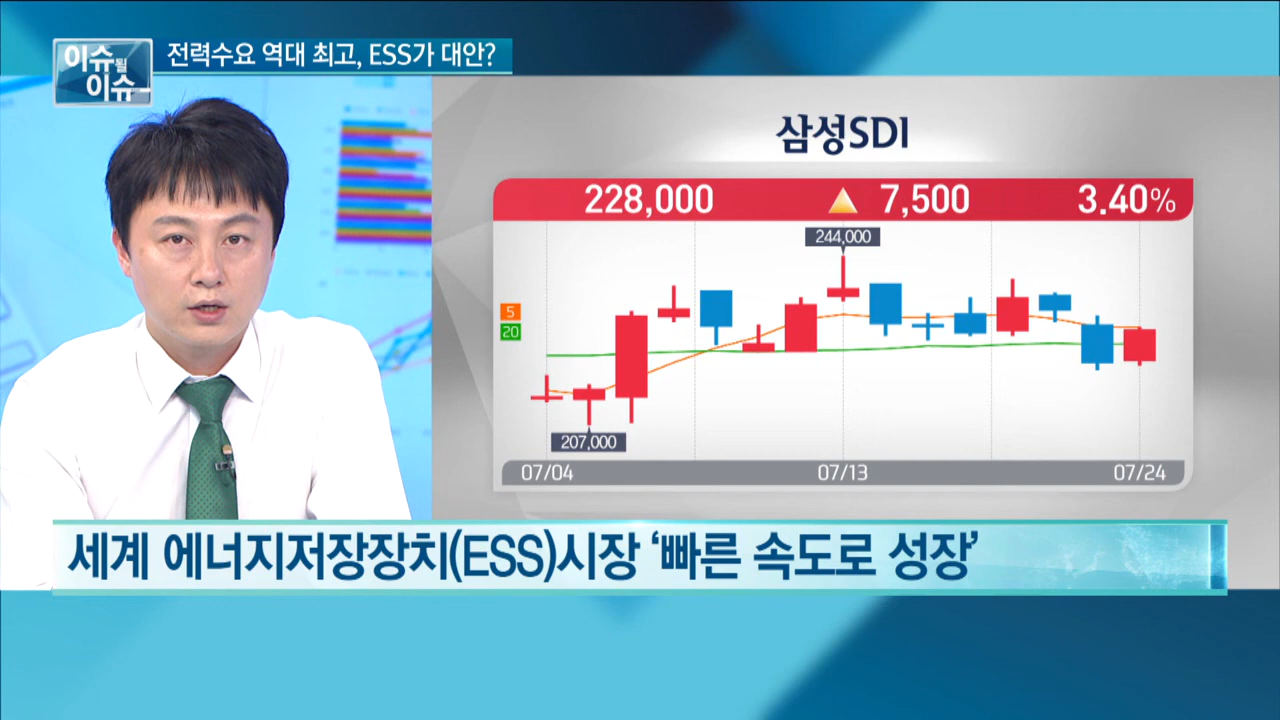 이슈될
이슈
전력수요 역대 최고, ESS가 대안?
삼성SDI
228,000 ▲ 7,500 3.40%
244,000
5
20
207,000
07/04 07/13 07/24
세계 에너지저장장치(ESS)시장 ‘빠른 속도로 성장’